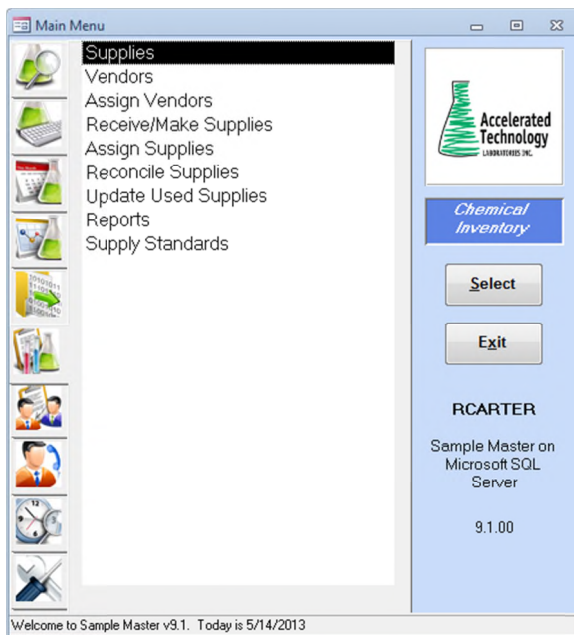 Main Menu
Supplies
Vendors
Assign Vendors
Receive/Make Supplies
Assign Supplies
Reconcile Supplies
Update Used Supplies
Reports
Supply Standards
Accelerated
Technology
LABORATORIES INC.
Chemical
Inventory
Select
Exit
RCARTER
Sample Master on
Microsoft SQL
Server
9.1.00
Welcome to Sample Master v9.1. Today is 5/14/2013